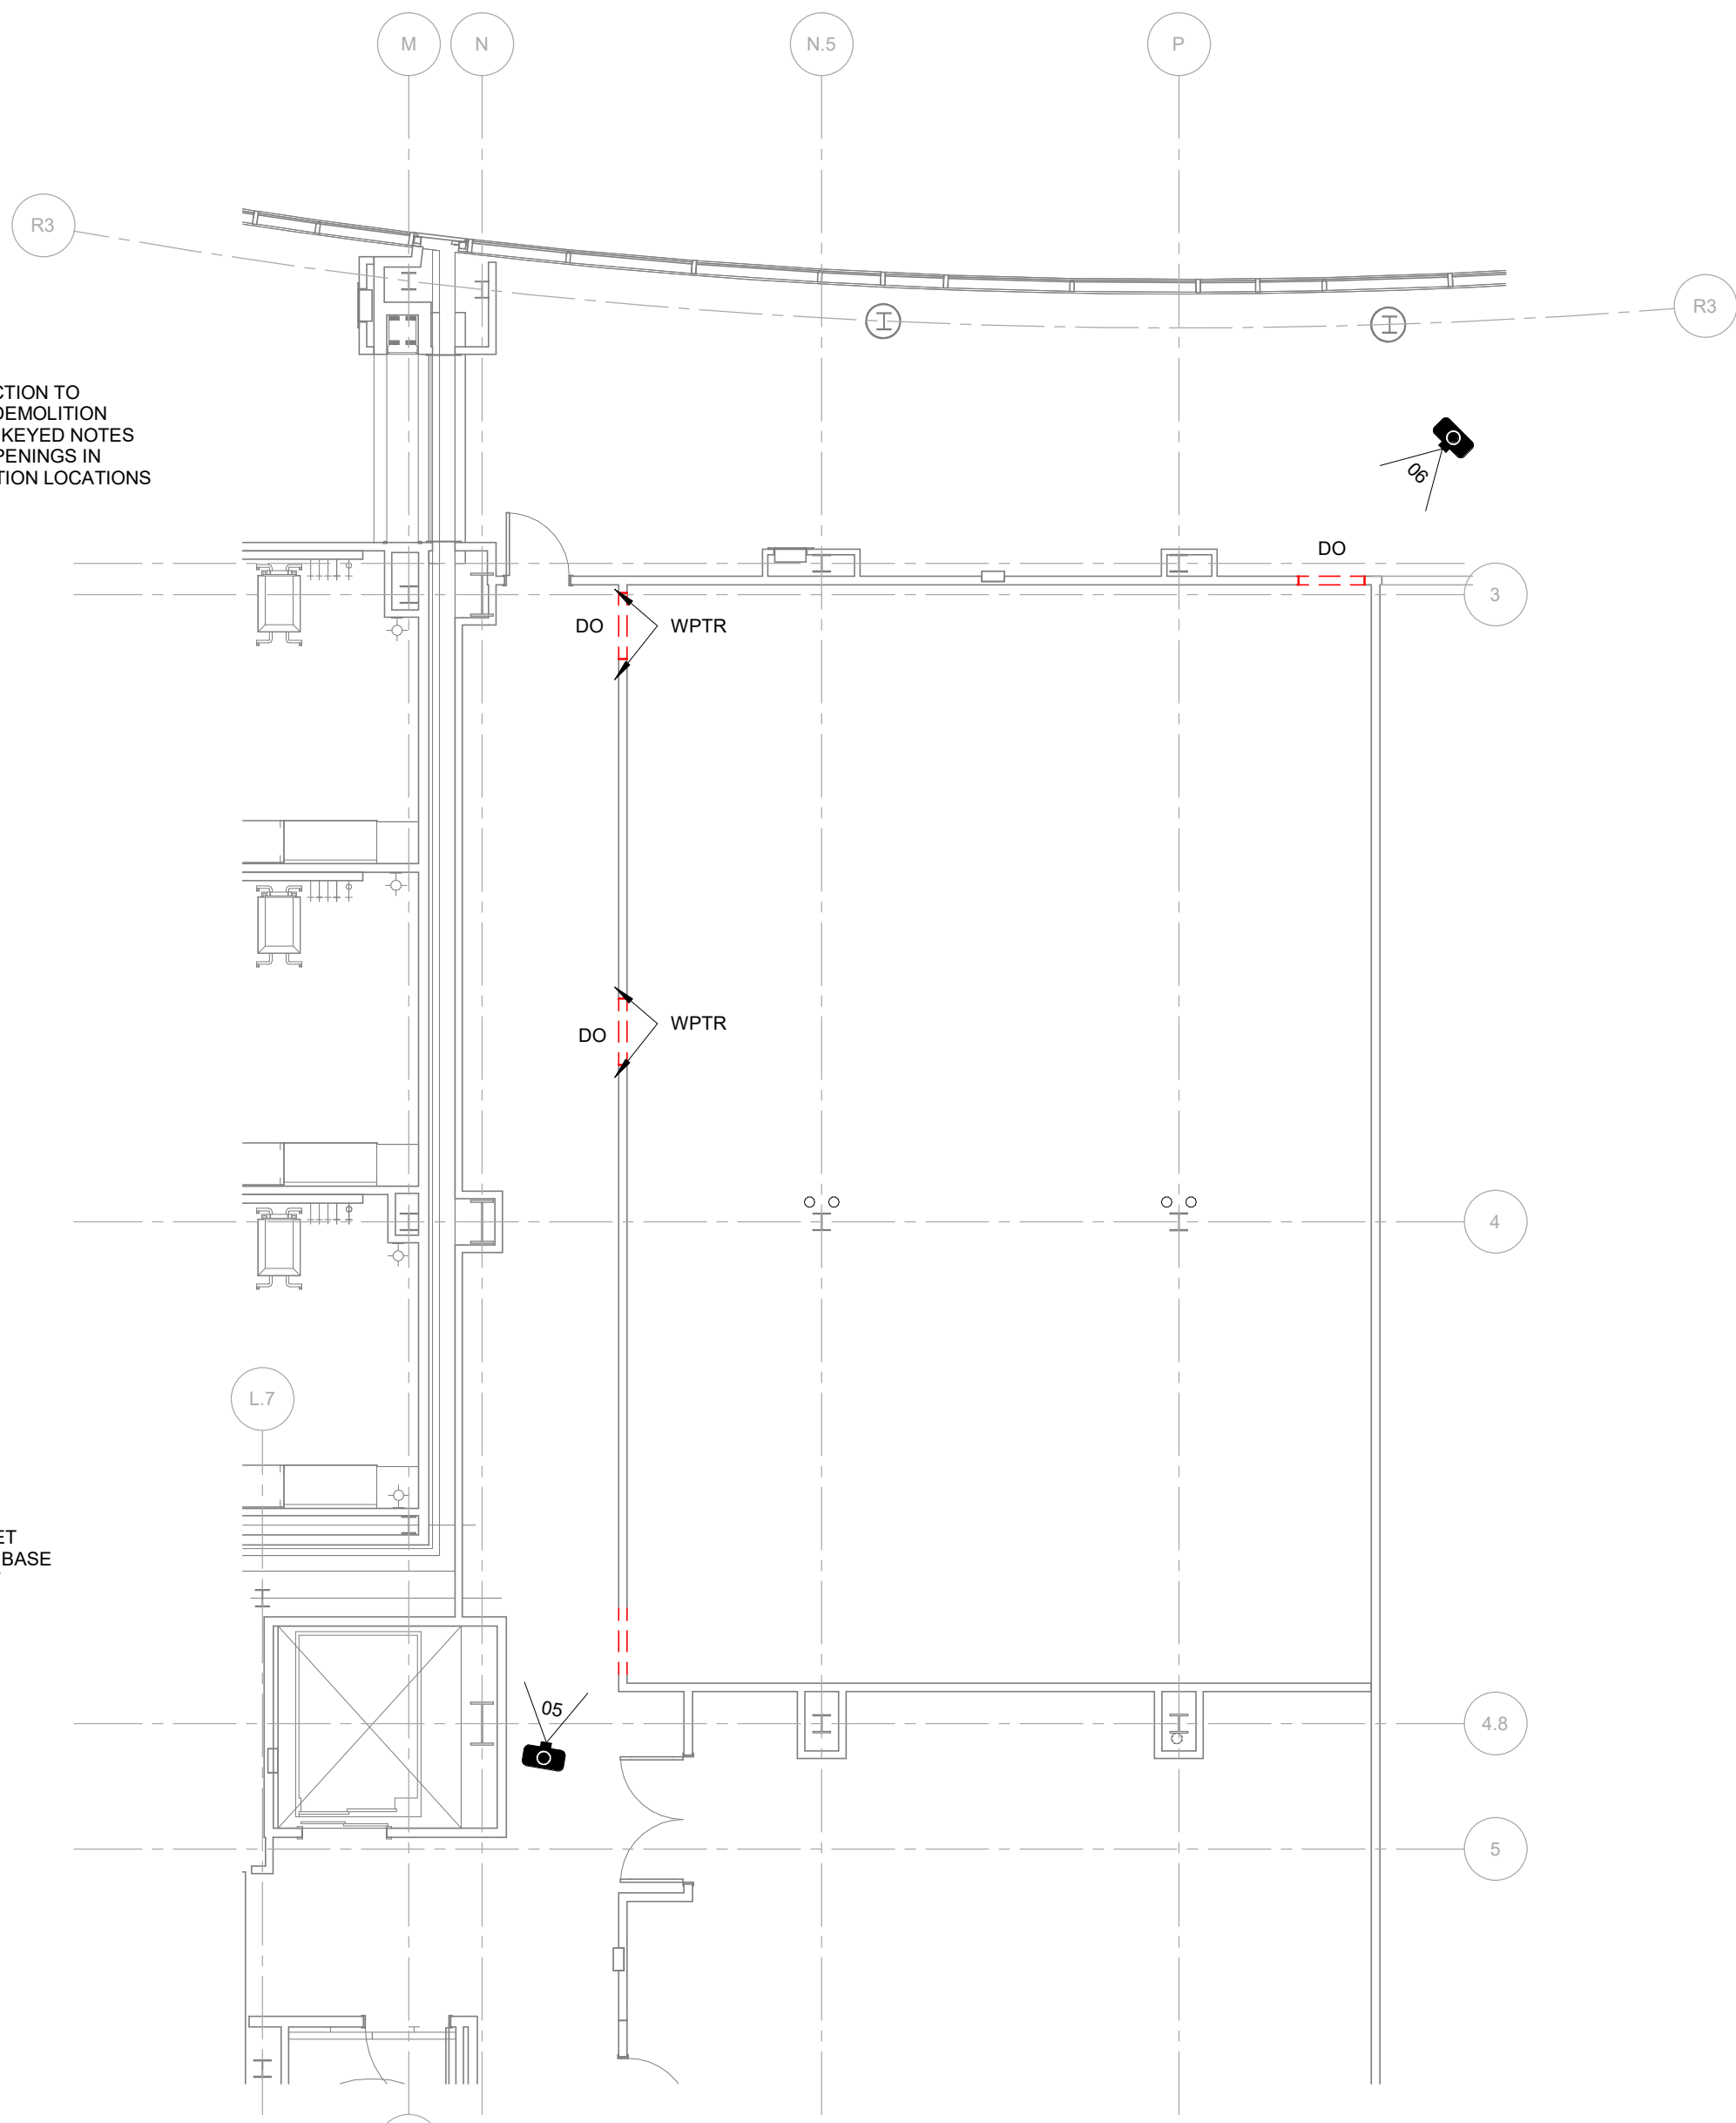 M
N
N.5
P
R3
R3
CTION TO
DEMOLITION
KEYED NOTES
PENINGS IN
TION LOCATIONS
06
DO
3
DO
WPTR
WPTR
DO
4
L.7
ET
BASE
05
4.8
5